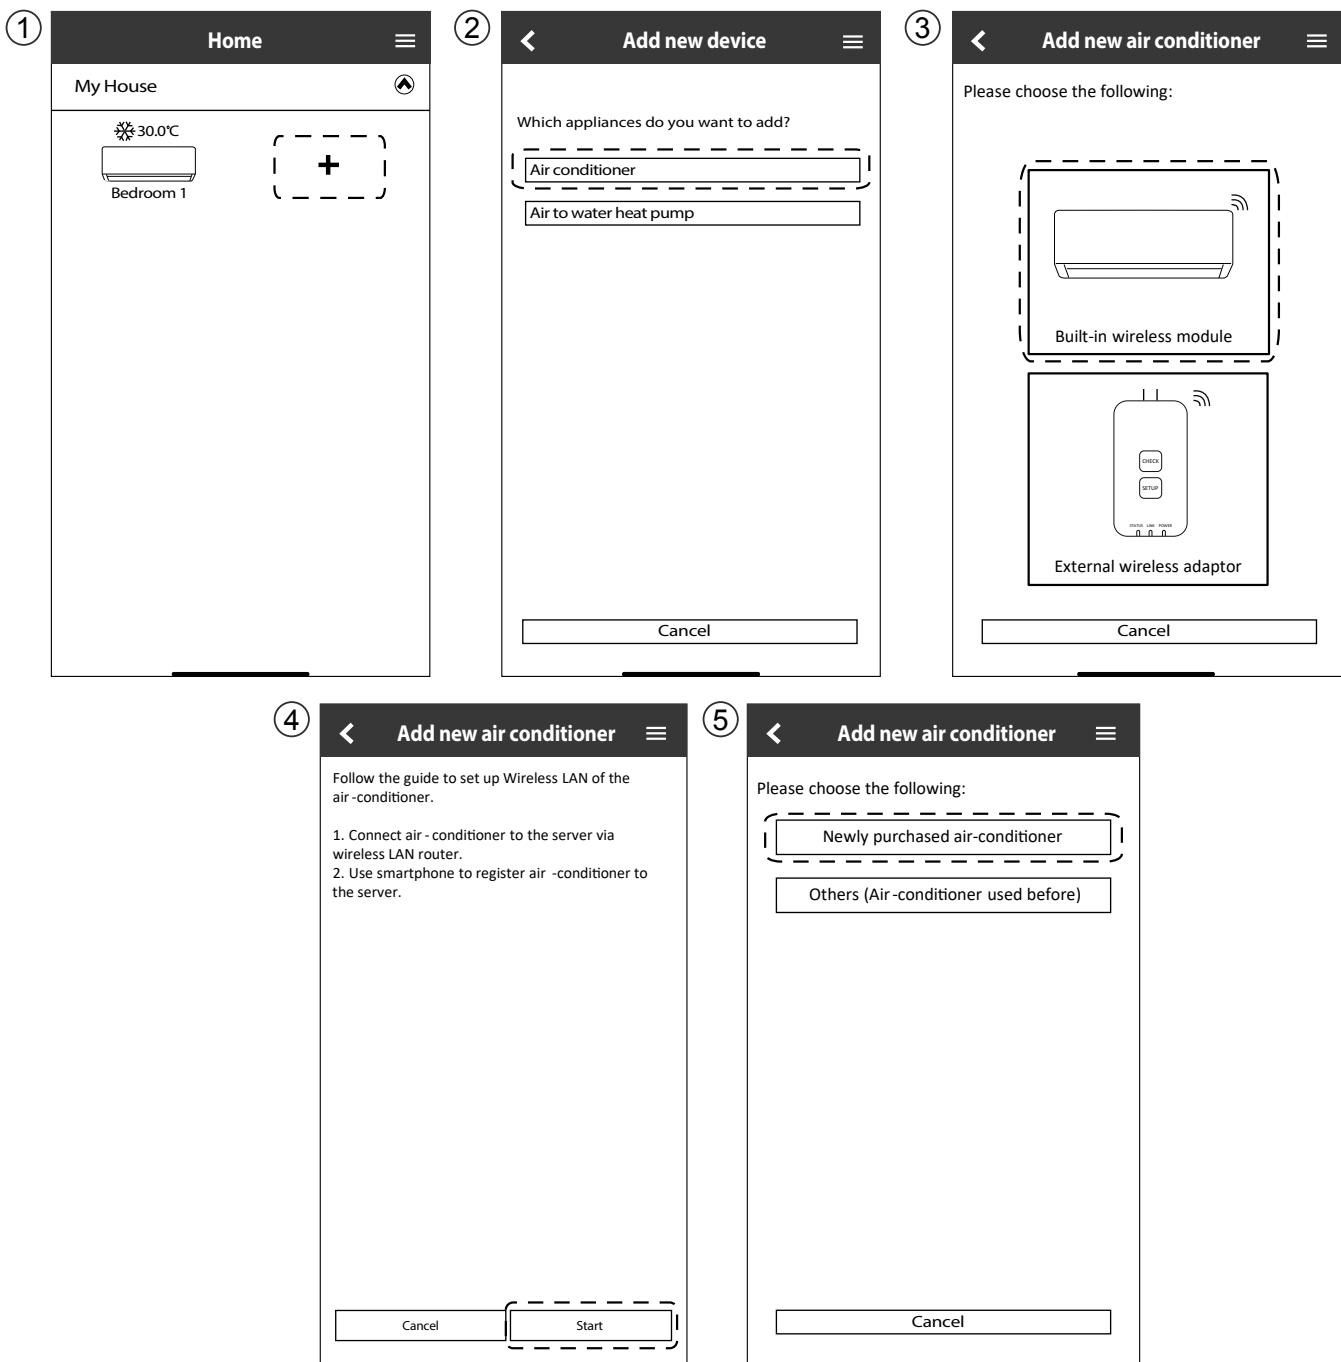 1
Home
My House
30.0℃
+
Bedroom 1
2
Add new device
Which appliances do you want to add?
Air conditioner
Air to water heat pump
Cancel
3
Add new air conditioner
Please choose the following:
Built-in wireless module
CHECK
SETUP
STATUS LINK POWER
External wireless adaptor
Cancel
4
Add new air conditioner
Follow the guide to set up Wireless LAN of the
air-conditioner.
1. Connect air - conditioner to the server via
wireless LAN router.
2. Use smartphone to register air -conditioner to
the server.
Cancel
Start
5
Add new air conditioner
Please choose the following:
Newly purchased air-conditioner
Others (Air-conditioner used before)
Cancel